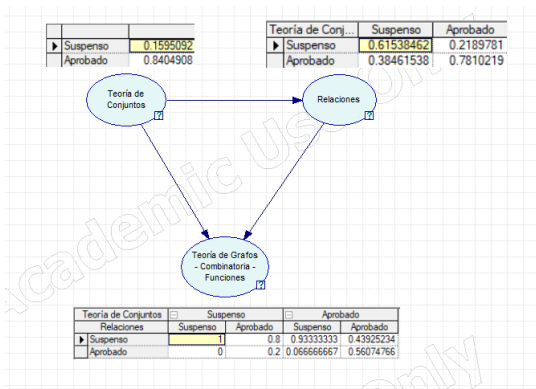 Suspenso 0.1595092
Aprobado 0.8404908
Teoría de Conj... Suspenso Aprobado
Suspenso 0.61538462 0.2189781
Aprobado 0.38461538 0.7810219
Teoría de
Conjuntos
Relaciones
Teoría de Grafos
- Combinatoria -
Funciones
Teoría de Conjuntos Suspenso Aprobado
Relaciones Suspenso Aprobado Suspenso Aprobado
Suspenso 1 0.8 0.93333333 0.43925234
Aprobado 0 0.2 0.066666667 0.56074766
Academic Use Only
Only